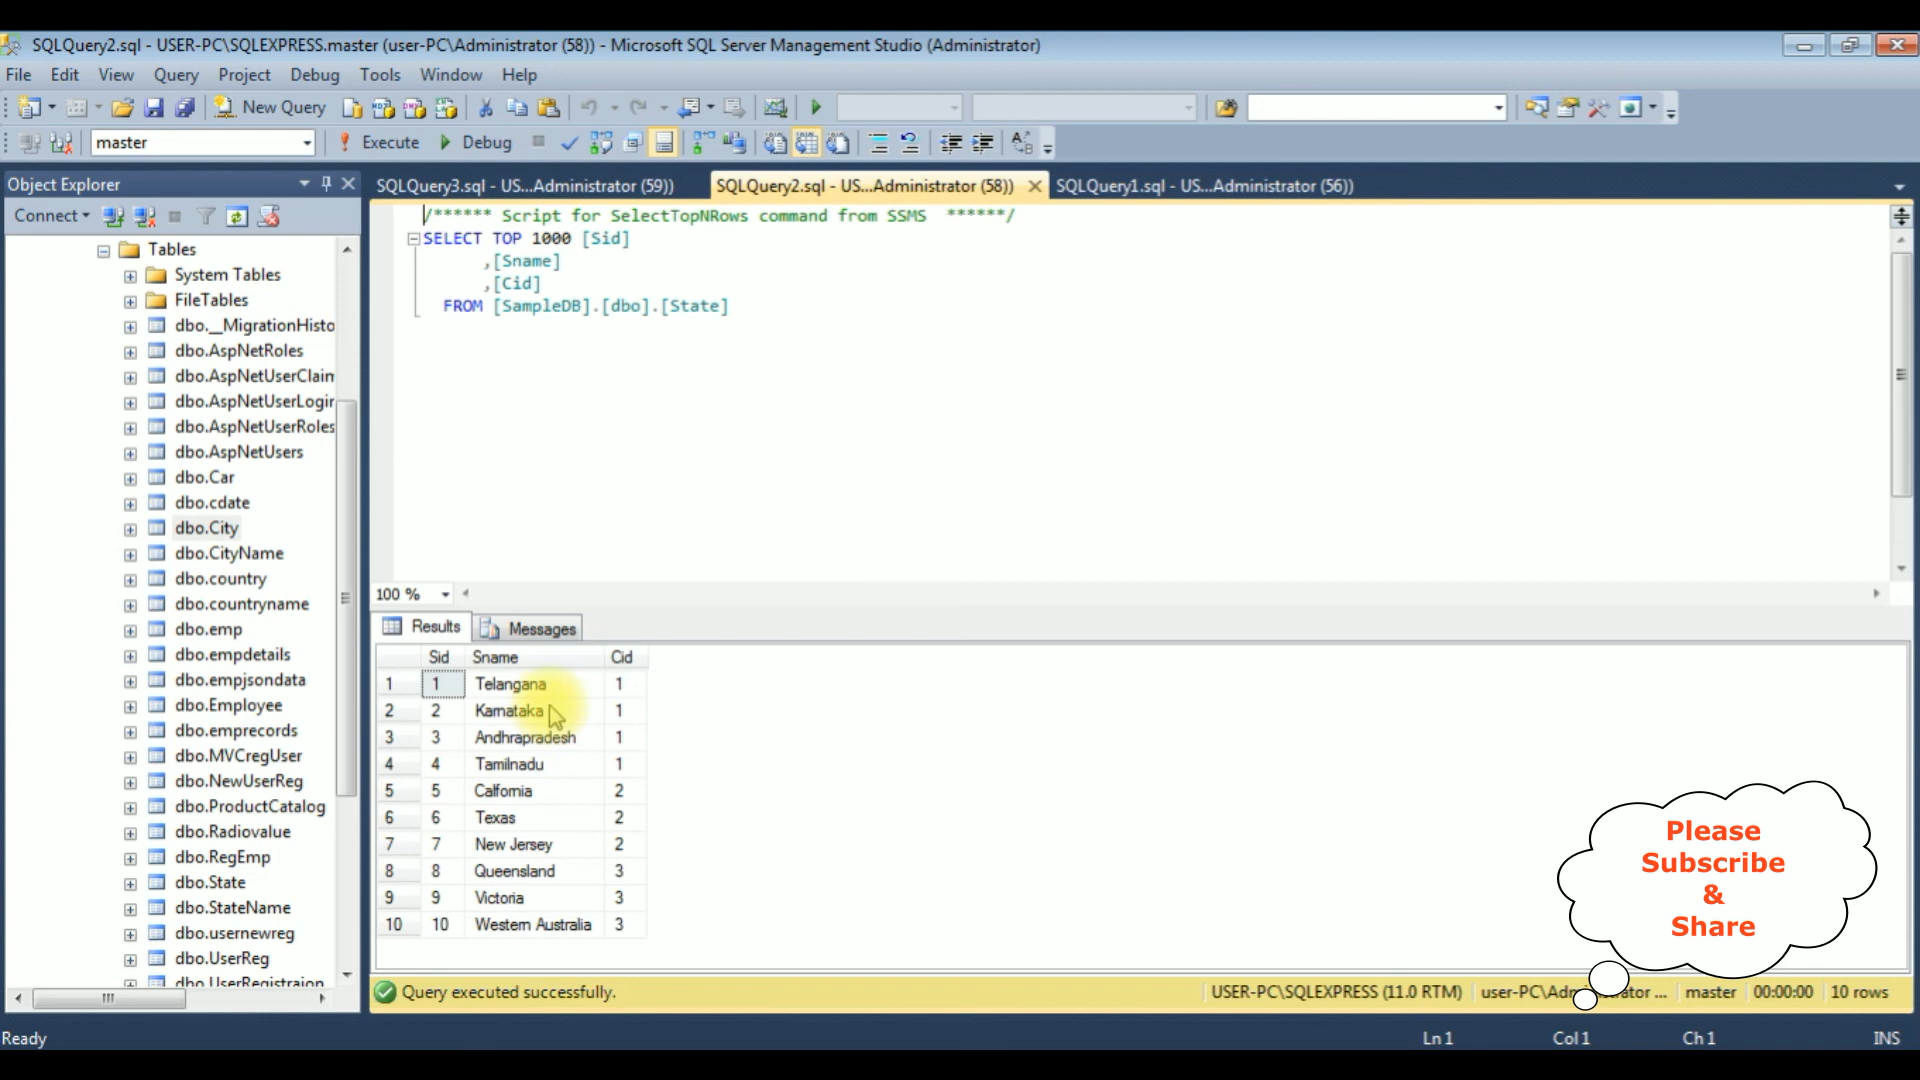 SQLQuery2.sql - USER-PC\SQLEXPRESS.master (user-PC\Administrator (58)) - Microsoft SQL Server Management Studio (Administrator)
File Edit View Query Project Debug Tools Window Help
New Query
master Execute Debug
Object Explorer
SQLQuery3.sql - US...Administrator (59)) SQLQuery2.sql - US...Administrator (58)) SQLQuery1.sql - US...Administrator (56))
Connect
Tables
System Tables
FileTables
dbo.__MigrationHisto
dbo.AspNetRoles
dbo.AspNetUserClaim
dbo.AspNetUserLogin
dbo.AspNetUserRoles
dbo.AspNetUsers
dbo.Car
dbo.cdate
dbo.City
dbo.CityName
dbo.country
dbo.countryname
dbo.emp
dbo.empdetails
dbo.empjsondata
dbo.Employee
dbo.emprecords
dbo.MVCregUser
dbo.NewUserReg
dbo.ProductCatalog
dbo.Radiovalue
dbo.RegEmp
dbo.State
dbo.StateName
dbo.usernewreg
dbo.UserReg
dbo.UserRegistraion
/****** Script for SelectTopNRows command from SSMS ******/
SELECT TOP 1000 [Sid]
,[Sname]
,[Cid]
FROM [SampleDB].[dbo].[State]
100 %
Results Messages
Sid Sname Cid
1 1 Telangana 1
2 2 Karnataka 1
3 3 Andhrapradesh 1
4 4 Tamilnadu 1
5 5 Calfornia 2
6 6 Texas 2
7 7 New Jersey 2
8 8 Queensland 3
9 9 Victoria 3
10 10 Western Australia 3
Please
Subscribe
&
Share
Query executed successfully. USER-PC\SQLEXPRESS (11.0 RTM) master 00:00:00 10 rows
Ready Ln 1 Col 1 Ch 1 INS